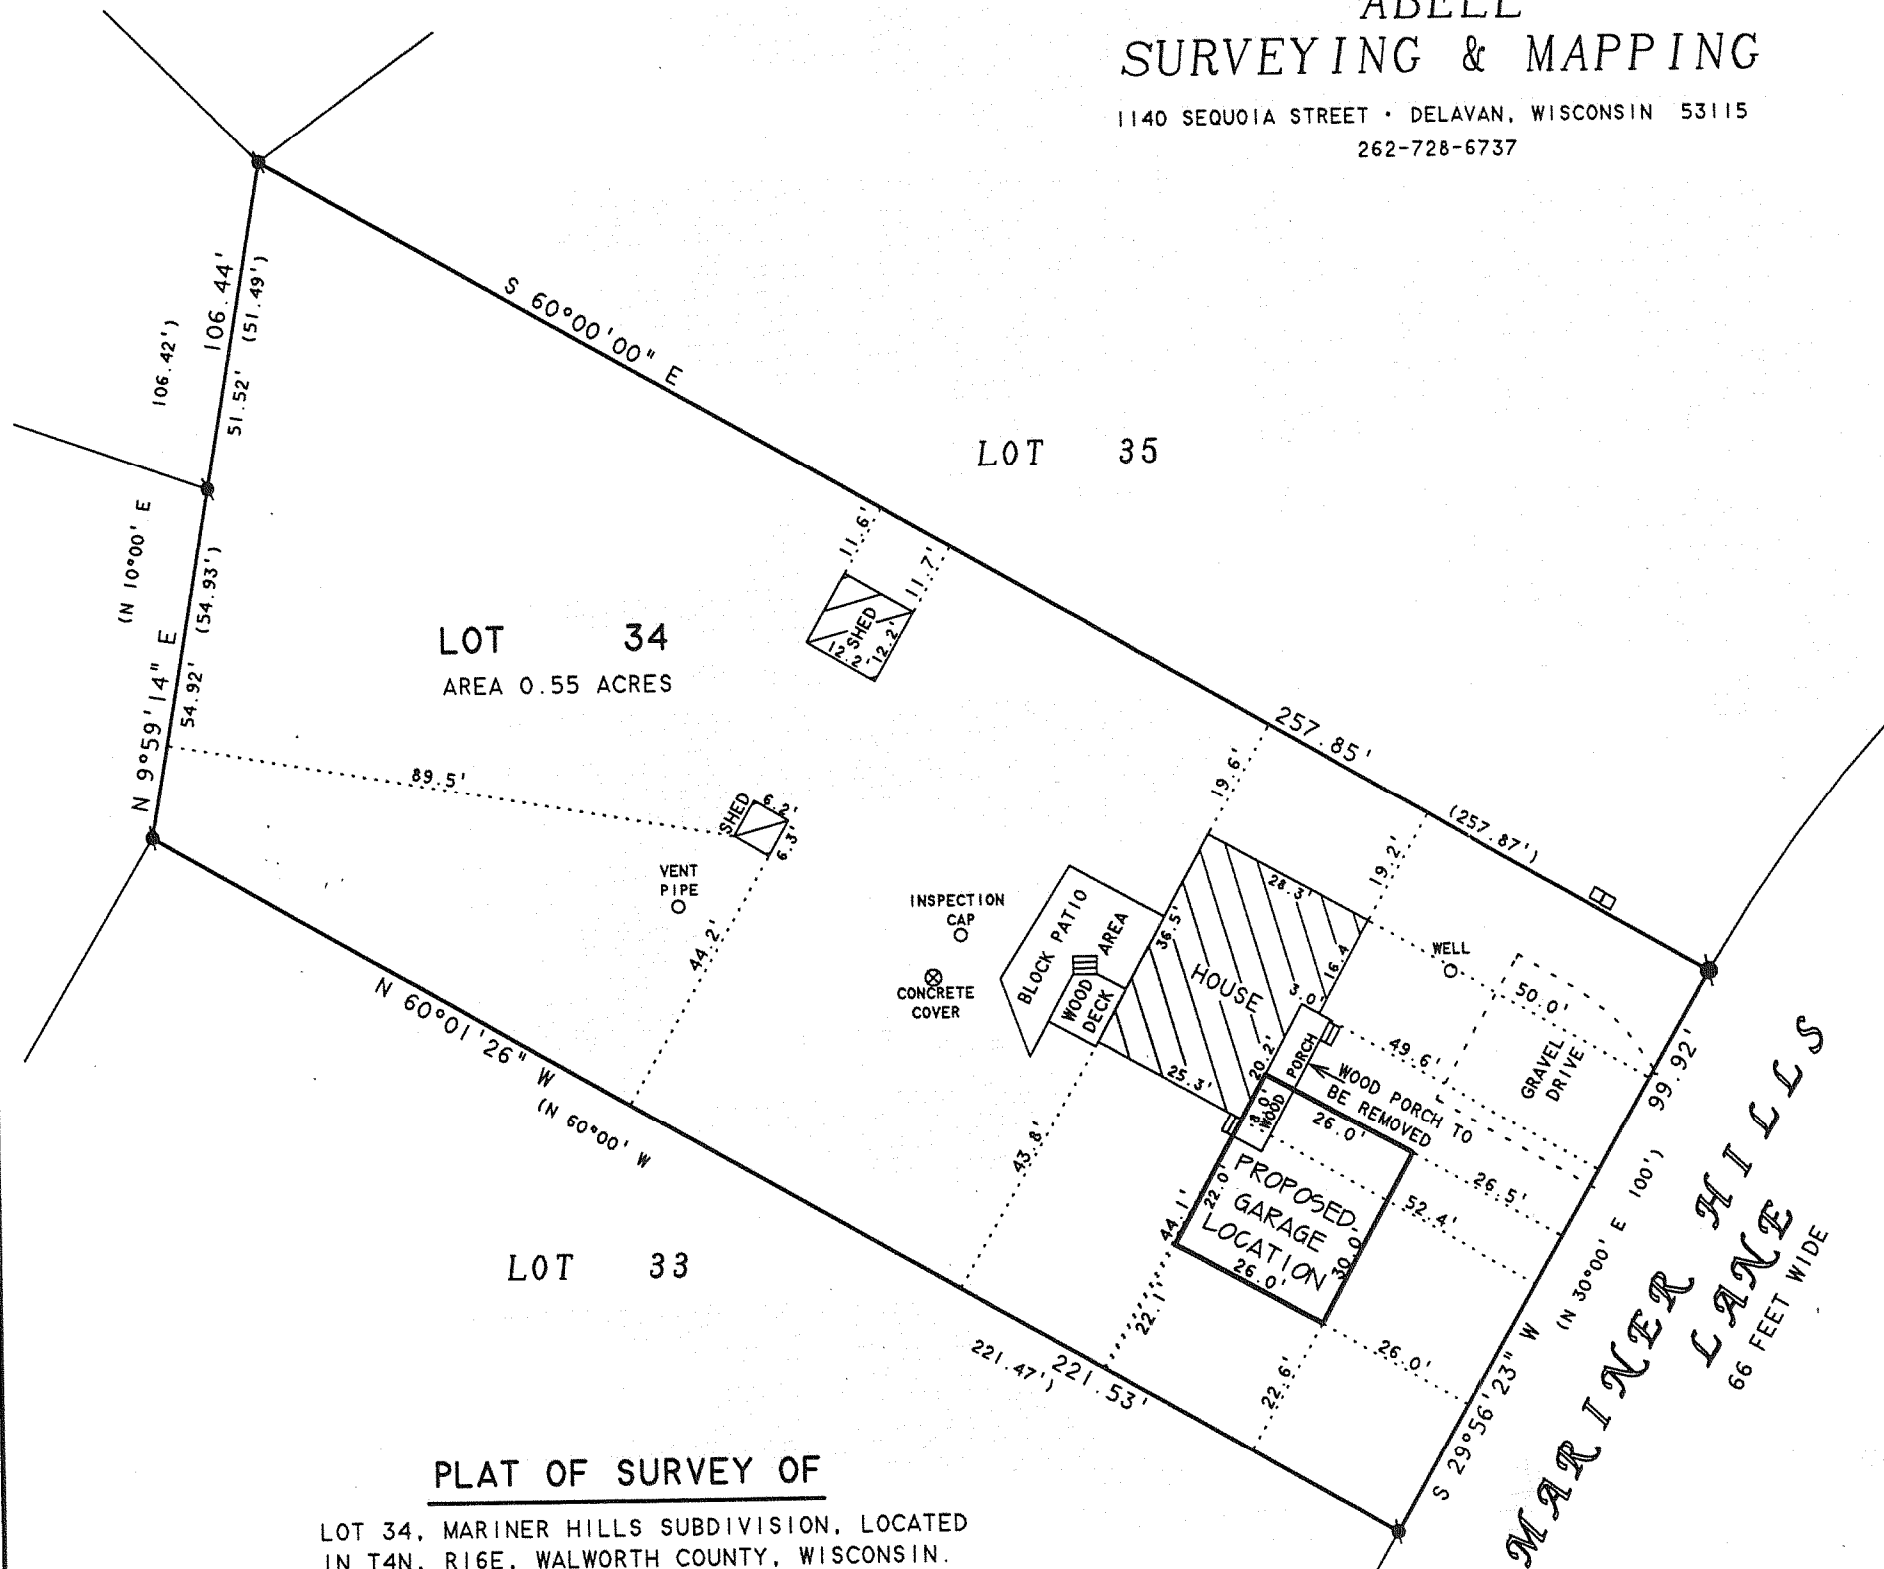 ABELL
SURVEYING & MAPPING
1140 SEQUOIA STREET • DELAVAN, WISCONSIN 53115
262-728-6737
106.44'
(51.49')
106.42')
51.52'
S 60°00'00" E
LOT 35
(N 10°00' E
(54.93')
N 9°59'14" E
54.92'
11.6'
11.7'
SHED
12.2'
12.2'
LOT 34
AREA 0.55 ACRES
257.85'
(257.87')
89.5'
SHED
6.2'
6.3'
VENT
PIPE
44.2'
INSPECTION
CAP
CONCRETE
COVER
19.6'
19.2'
28.3'
BLOCK PATIO
AREA
36.5'
WOOD
DECK
HOUSE
16.4
3.0'
WELL
50.0'
GRAVEL
DRIVE
49.6'
20.2'
PORCH
WOOD
8.0'
25.3'
WOOD PORCH TO
BE REMOVED
26.0'
99.92'
N 60°01'26" W
(N 60°00' W
43.8'
44.1'
22.0'
PROPOSED
GARAGE
LOCATION
26.0'
30.0'
26.5'
52.4'
22.1'
22.6'
26.0'
(N 30°00' E 100')
S 29°56'23" W
MARINER HILLS
LANE
66 FEET WIDE
LOT 33
221.47')
221.53'
PLAT OF SURVEY OF
LOT 34, MARINER HILLS SUBDIVISION, LOCATED
IN T4N, R16E, WALWORTH COUNTY, WISCONSIN.